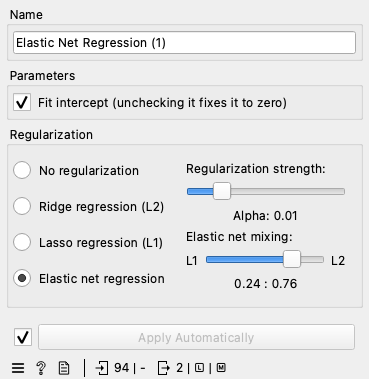 Name
Elastic Net Regression (1)
Parameters
Fit intercept (unchecking it fixes it to zero)
Regularization
No regularization
Ridge regression (L2)
Lasso regression (L1)
Elastic net regression
Regularization strength:
Alpha: 0.01
Elastic net mixing:
L1 L2
0.24 : 0.76
Apply Automatically
? 94 | - 2 | L | M